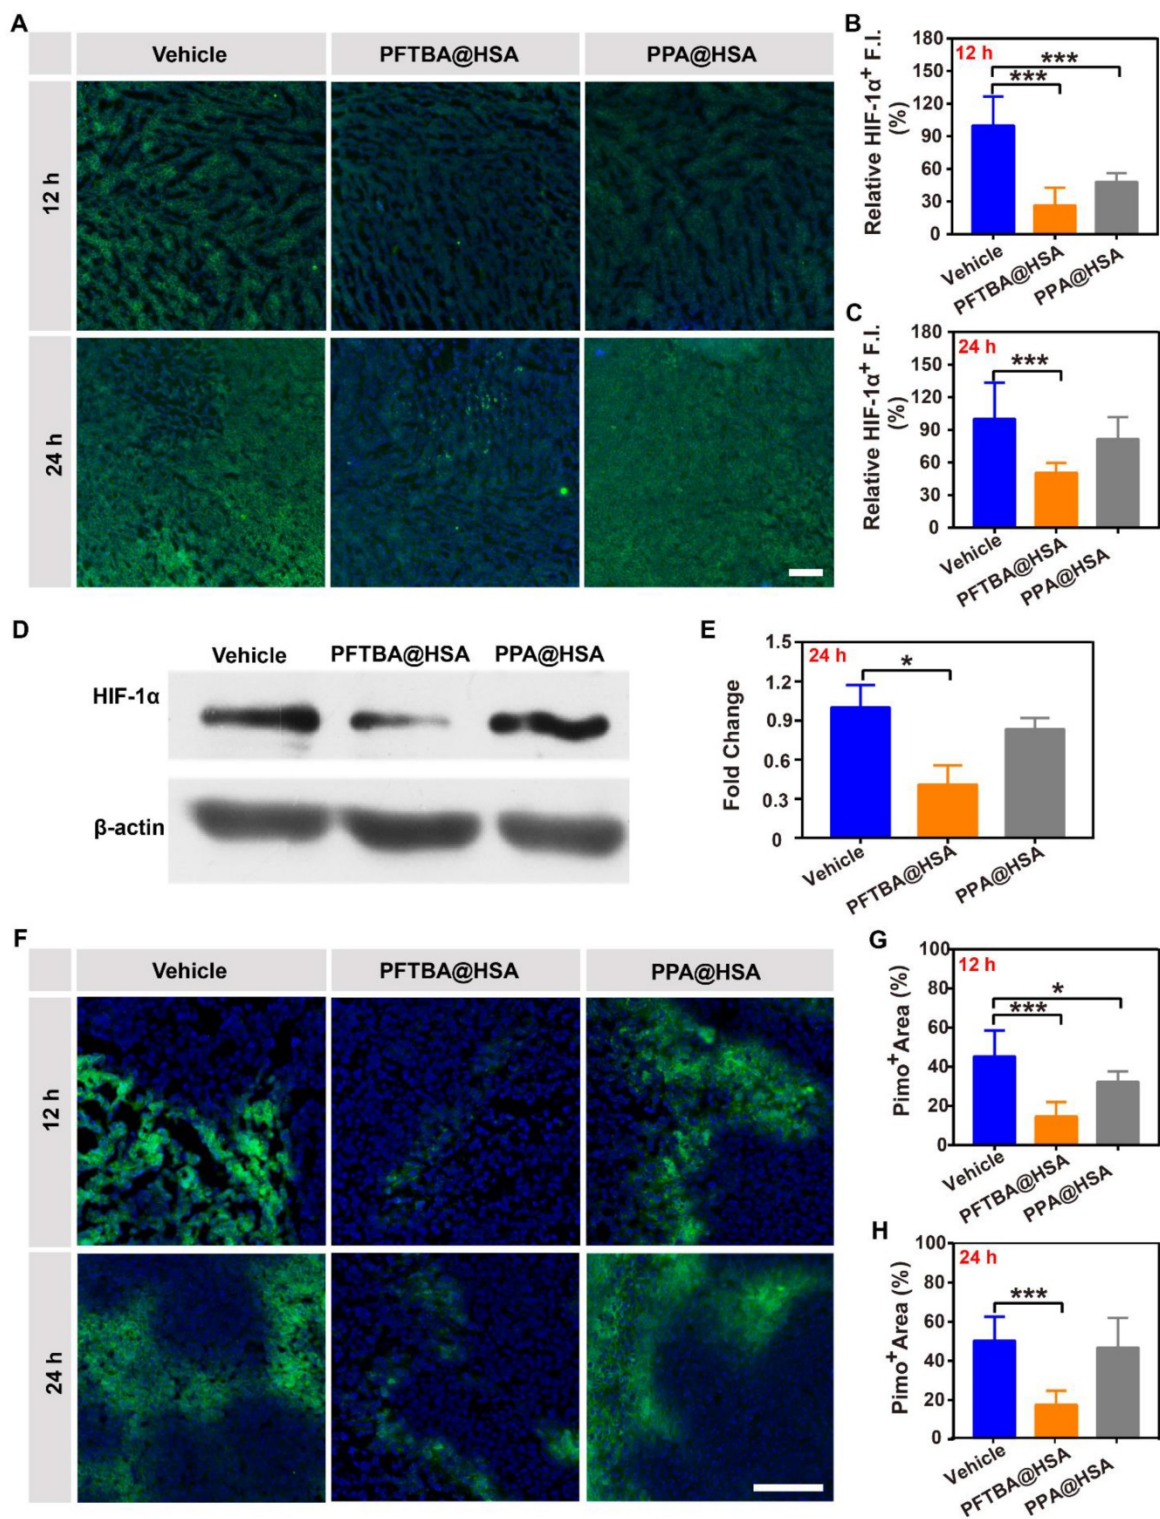 A
Vehicle
PFTBA@HSA
PPA@HSA
12 h
24 h
B
Relative HIF-1α⁺ F.I.
(%)
180
150
120
90
60
30
0
12 h
***
***
Vehicle
PFTBA@HSA
PPA@HSA
C
Relative HIF-1α⁺ F.I.
(%)
180
150
120
90
60
30
0
24 h
***
Vehicle
PFTBA@HSA
PPA@HSA
D
Vehicle PFTBA@HSA PPA@HSA
HIF-1α
β-actin
E
Fold Change
1.5
1.2
0.9
0.6
0.3
0
24 h
*
Vehicle
PFTBA@HSA
PPA@HSA
F
Vehicle
PFTBA@HSA
PPA@HSA
12 h
24 h
G
Pimo⁺Area (%)
100
80
60
40
20
0
12 h
*
***
Vehicle
PFTBA@HSA
PPA@HSA
H
Pimo⁺Area (%)
100
80
60
40
20
0
24 h
***
Vehicle
PFTBA@HSA
PPA@HSA